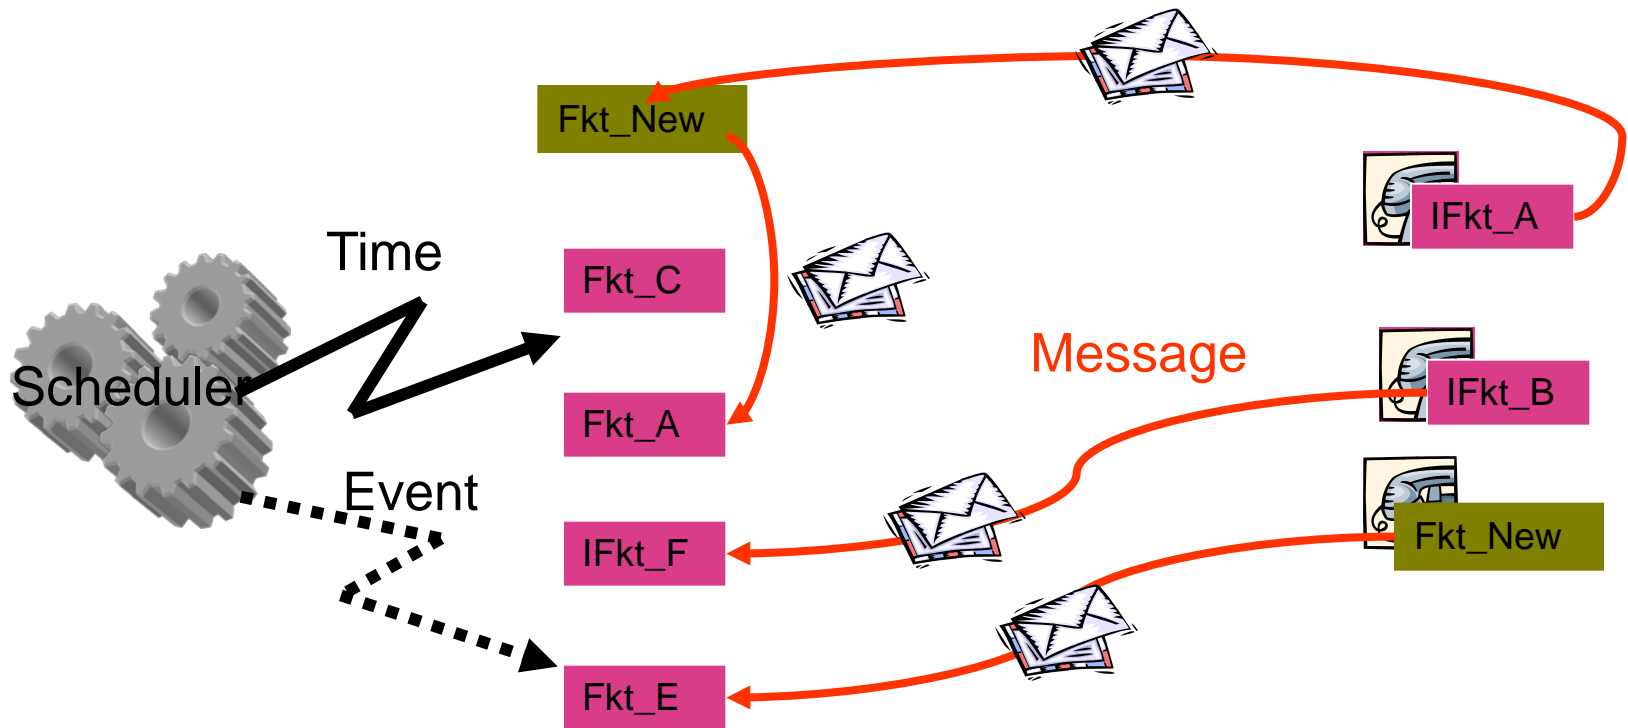 Fkt_New
IFkt_A
Time
Fkt_C
Message
Scheduler
IFkt_B
Fkt_A
Event
Fkt_New
IFkt_F
Fkt_E